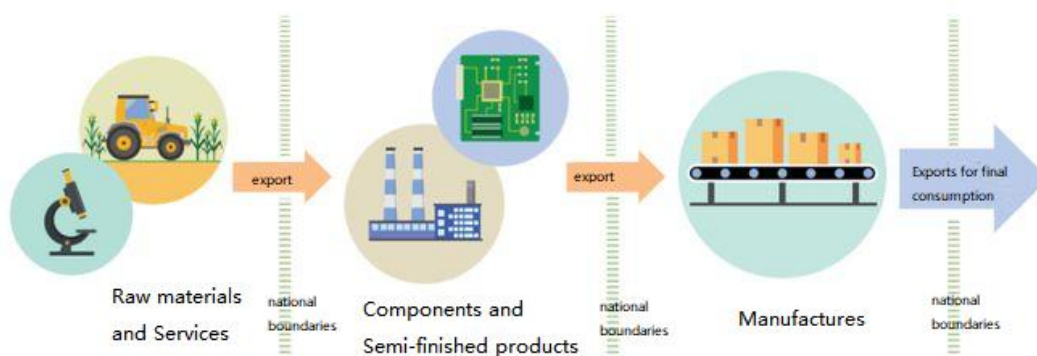 export
export
Exports for final
consumption
Raw materials
and Services
national
boundaries
Components and
Semi-finished products
national
boundaries
Manufactures
national
boundaries